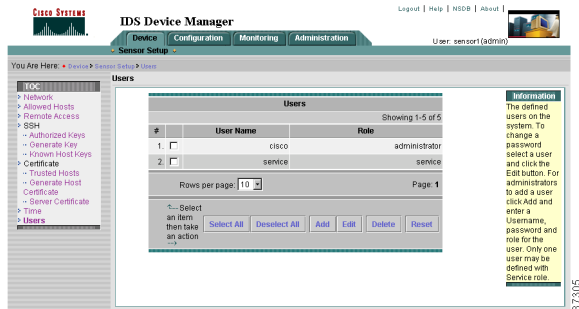 CISCO SYSTEMS
IDS Device Manager
Logout | Help | NSDB | About |
Device Configuration Monitoring Administration
User: sensor1(admin)
Sensor Setup
You Are Here: Device > Sensor Setup > Users
TOC
Network
Allowed Hosts
Remote Access
SSH
Authorized Keys
Generate Key
Known Host Keys
Certificate
Trusted Hosts
Generate Host
Certificate
Server Certificate
Time
Users
Users
Users
Showing 1-5 of 5
# User Name Role
1. cisco administrator
2. service service
Rows per page: 10 Page: 1
Select
an item
then take
an action
-->
Select All Deselect All Add Edit Delete Reset
Information
The defined
users on the
system. To
change a
password
select a user
and click the
Edit button. For
administrators
to add a user
click Add and
enter a
Username,
password and
role for the
user. Only one
user may be
defined with
Service role.
87305